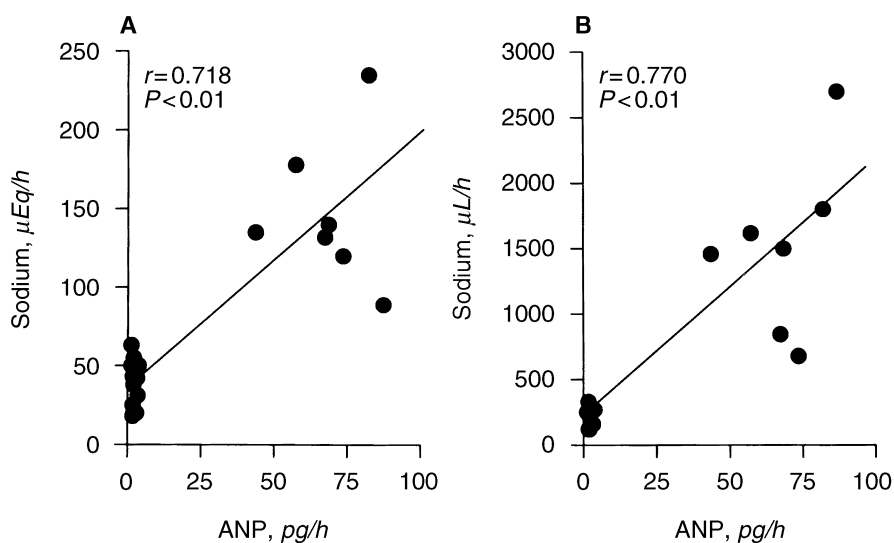 A
r=0.718
P<0.01
250
200
150
100
50
0
Sodium, μEq/h
0 25 50 75 100
ANP, pg/h
B
r=0.770
P<0.01
3000
2500
2000
1500
1000
500
0
Sodium, μL/h
0 25 50 75 100
ANP, pg/h